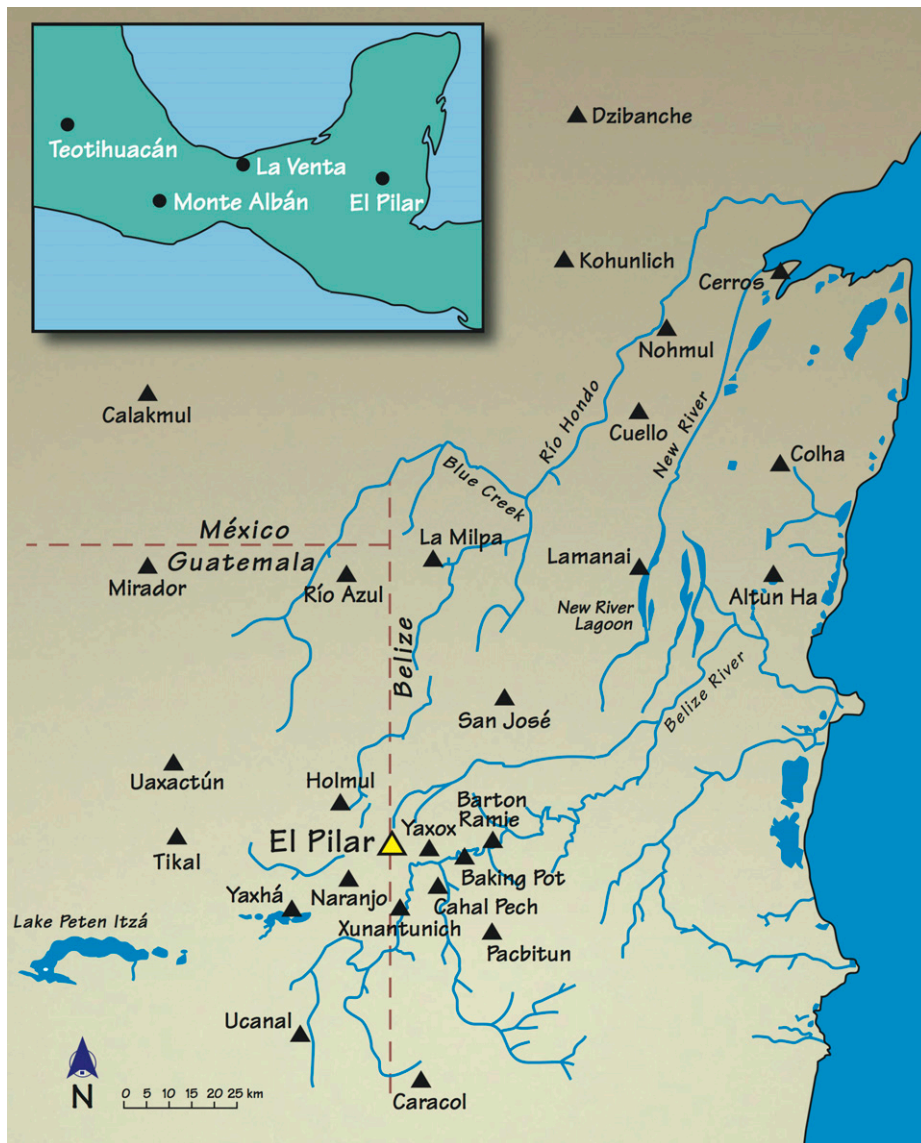 Teotihuacán
La Venta
Monte Albán
El Pilar
Dzibanche
Kohunlich
Cerros
Nohmul
Calakmul
Río Hondo
Cuello
New River
Colha
Blue Creek
México
Guatemala
La Milpa
Mirador
Río Azul
Lamanai
Altun Ha
New River
Lagoon
Belize
Belize River
San José
Uaxactún
Holmul
Barton
Ramie
El Pilar
Yaxox
Tikal
Baking Pot
Yaxhá
Naranjo
Cahal Pech
Xunantunich
Lake Peten Itzá
Pacbitun
Ucanal
N
0 5 10 15 20 25 km
Caracol